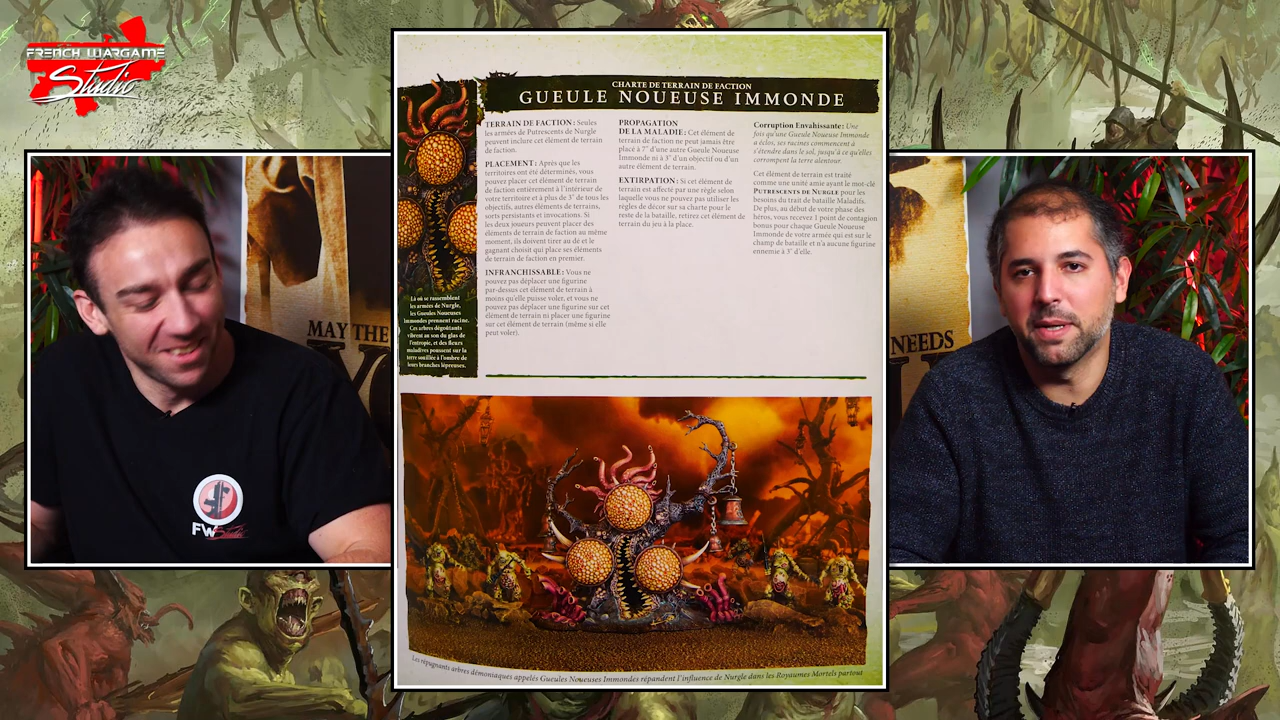 FRENCH WARGAME
Studio
CHARTE DE TERRAIN DE FACTION
GUEULE NOUEUSE IMMONDE
TERRAIN DE FACTION : Seules
les armées de Putrescents de Nurgle
peuvent inclure cet élément de terrain
de faction.
PLACEMENT : Après que les
territoires ont été déterminés, vous
pouvez placer cet élément de terrain
de faction entièrement à l'intérieur de
votre territoire et à plus de 3" de tous les
objectifs, autres éléments de terrain,
sorts persistants et invocations. Si
les deux joueurs peuvent placer des
éléments de terrain de faction au même
moment, ils doivent tirer au dé et le
gagnant choisit qui place ses éléments
de terrain de faction en premier.
INFRANCHISSABLE : Vous ne
pouvez pas déplacer une figurine
par-dessus cet élément de terrain à
moins qu'elle puisse voler, et vous ne
pouvez pas déplacer une figurine sur cet
élément de terrain ni placer une figurine
sur cet élément de terrain (même si elle
peut voler).
PROPAGATION
DE LA MALADIE : Cet élément de
terrain de faction ne peut jamais être
placé à 7" d'une autre Gueule Noueuse
Immonde ni à 3" d'un objectif ou d'un
autre élément de terrain.
EXTIRPATION : Si cet élément de
terrain est affecté par une règle selon
laquelle vous ne pouvez pas utiliser les
règles de décor sur sa charte pour le
reste de la bataille, retirez cet élément de
terrain du jeu à la place.
Corruption Envahissante : Une
fois qu'une Gueule Noueuse Immonde
a éclos, ses racines commencent à
s'étendre dans le sol, jusqu'à ce qu'elles
corrompent la terre alentour.
Cet élément de terrain est traité
comme une unité amie ayant le mot-clé
PUTRESCENTS DE NURGLE pour les
besoins du trait de bataille Maladifs.
De plus, au début de votre phase des
héros, vous recevez 1 point de contagion
bonus pour chaque Gueule Noueuse
Immonde de votre armée qui est sur le
champ de bataille et n'a aucune figurine
ennemie à 3" d'elle.
Là où se rassemblent
les armées de Nurgle,
les Gueules Noueuses
Immondes prennent racine.
Ces arbres dégoûtants
vibrent au son du glas de
l'entropie, et des fleurs
maladives poussent sur la
terre souillée à l'ombre de
leurs branches lépreuses.
Les répugnants arbres démoniaques appelés Gueules Noueuses Immondes répandent l'influence de Nurgle dans les Royaumes Mortels partout
MAY THE
NEEDS
FW